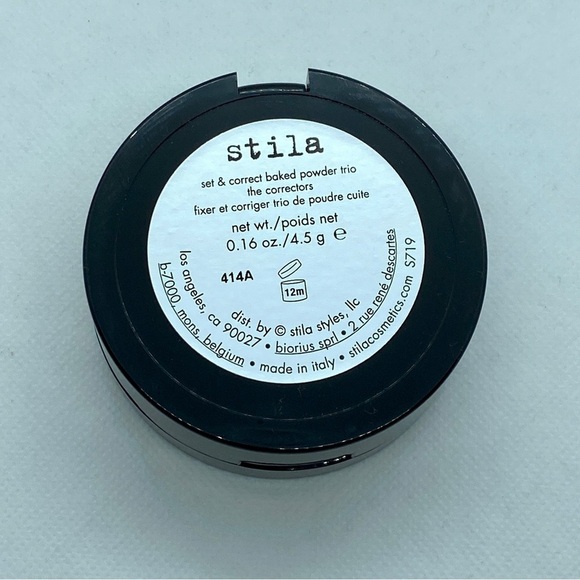 stila
set & correct baked powder trio
the correctors
fixer et corriger trio de poudre cuite
net wt./poids net
0.16 oz./4.5 g ℮
414A
12m
dist. by © stila styles, llc
los angeles, ca 90027 • biorius sprl • 2 rue rené descartes
b-7000, mons, belgium • made in italy • stilacosmetics.com S719